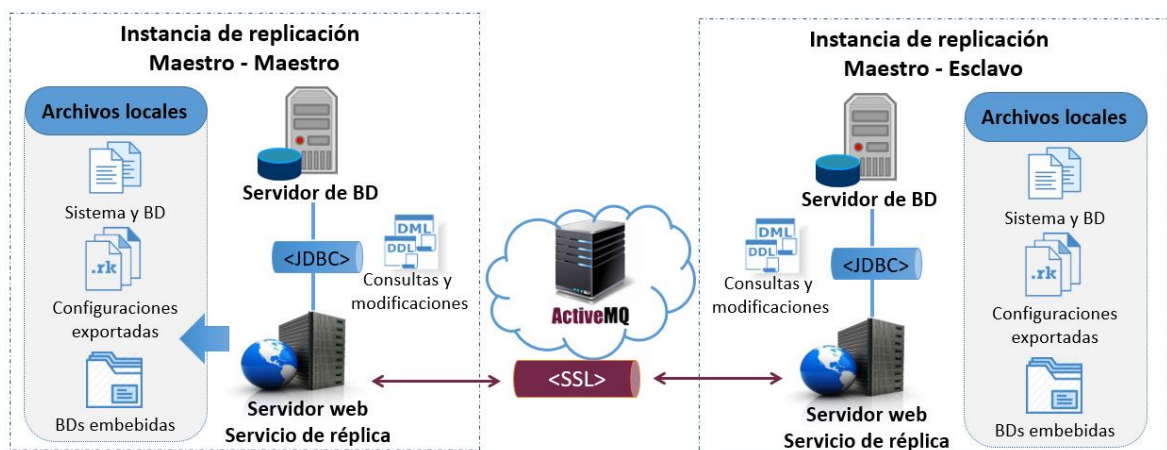 Instancia de replicación
Maestro - Maestro
Archivos locales
Sistema y BD
.rk
Configuraciones
exportadas
BDs embebidas
Servidor de BD
<JDBC>
DML
DDL
Consultas y
modificaciones
Servidor web
Servicio de réplica
ActiveMQ
<SSL>
Instancia de replicación
Maestro - Esclavo
Servidor de BD
DML
DDL
<JDBC>
Consultas y
modificaciones
Servidor web
Servicio de réplica
Archivos locales
Sistema y BD
.rk
Configuraciones
exportadas
BDs embebidas